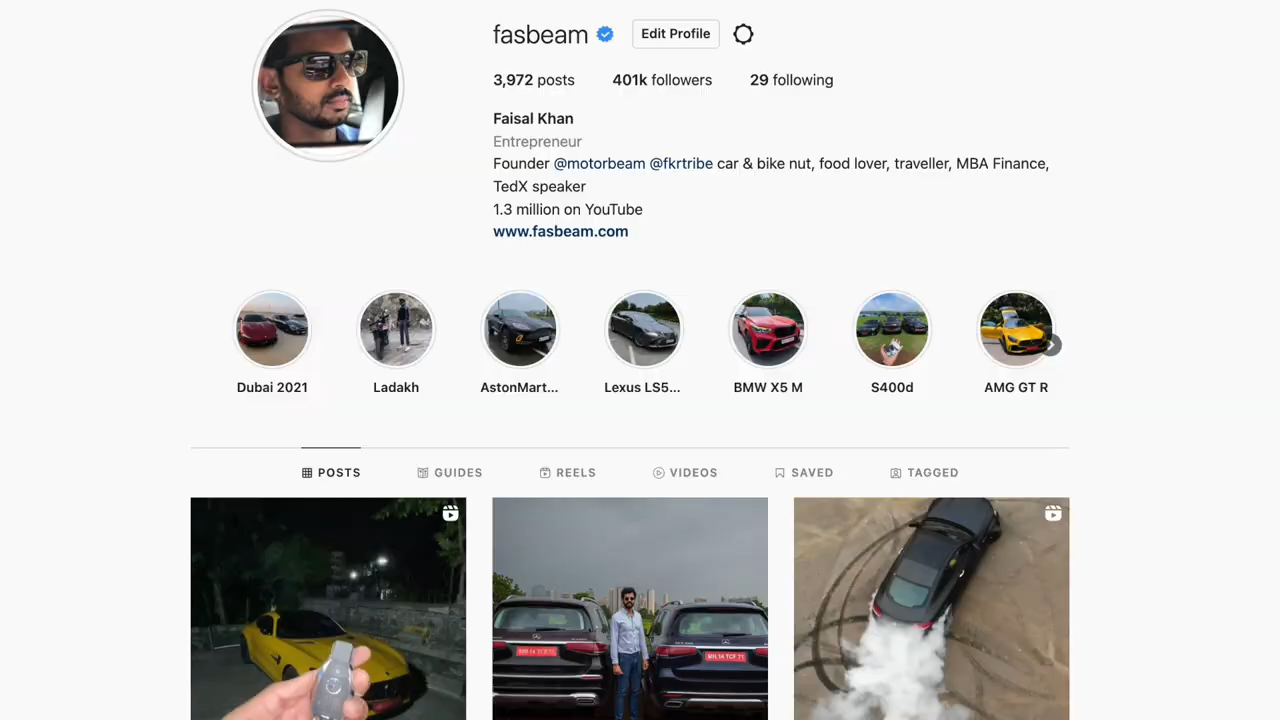 fasbeam Edit Profile
3,972 posts 401k followers 29 following
Faisal Khan
Entrepreneur
Founder @motorbeam @fkrtribe car & bike nut, food lover, traveller, MBA Finance,
TedX speaker
1.3 million on YouTube
www.fasbeam.com
Dubai 2021 Ladakh AstonMart... Lexus LS5... BMW X5 M S400d AMG GT R
POSTS GUIDES REELS VIDEOS SAVED TAGGED